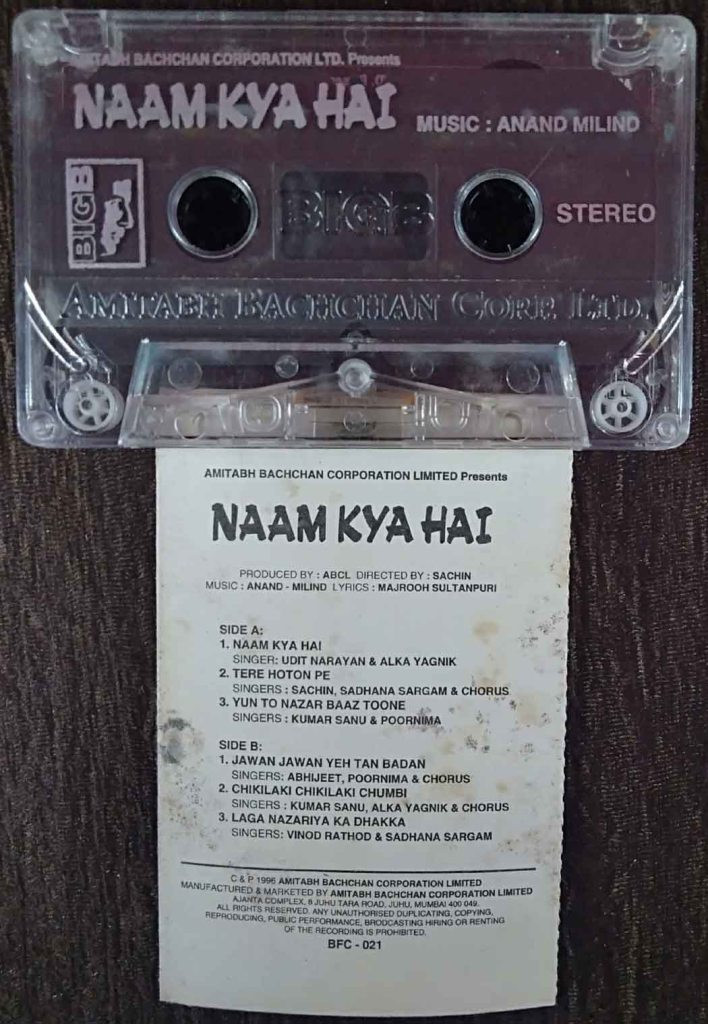 AMITABH BACHCHAN CORPORATION LTD. Presents
NAAM KYA HAI
MUSIC : ANAND MILIND
BIGB
BIGB
STEREO
AMITABH BACHCHAN CORP. LTD.
AMITABH BACHCHAN CORPORATION LIMITED Presents
NAAM KYA HAI
PRODUCED BY : ABCL DIRECTED BY : SACHIN
MUSIC : ANAND - MILIND LYRICS : MAJROOH SULTANPURI
SIDE A:
1. NAAM KYA HAI
SINGER: UDIT NARAYAN & ALKA YAGNIK
2. TERE HOTON PE
SINGERS : SACHIN, SADHANA SARGAM & CHORUS
3. YUN TO NAZAR BAAZ TOONE
SINGERS : KUMAR SANU & POORNIMA
SIDE B:
1. JAWAN JAWAN YEH TAN BADAN
SINGERS: ABHIJEET, POORNIMA & CHORUS
2. CHIKILAKI CHIKILAKI CHUMBI
SINGERS : KUMAR SANU, ALKA YAGNIK & CHORUS
3. LAGA NAZARIYA KA DHAKKA
SINGERS: VINOD RATHOD & SADHANA SARGAM
C & P 1996 AMITABH BACHCHAN CORPORATION LIMITED
MANUFACTURED & MARKETED BY AMITABH BACHCHAN CORPORATION LIMITED
AJANTA COMPLEX, 8 JUHU TARA ROAD, JUHU, MUMBAI 400 049.
ALL RIGHTS RESERVED. ANY UNAUTHORISED DUPLICATING, COPYING,
REPRODUCING, PUBLIC PERFORMANCE, BRODCASTING HIRING OR RENTING
OF THE RECORDING IS PROHIBITED.
BFC - 021